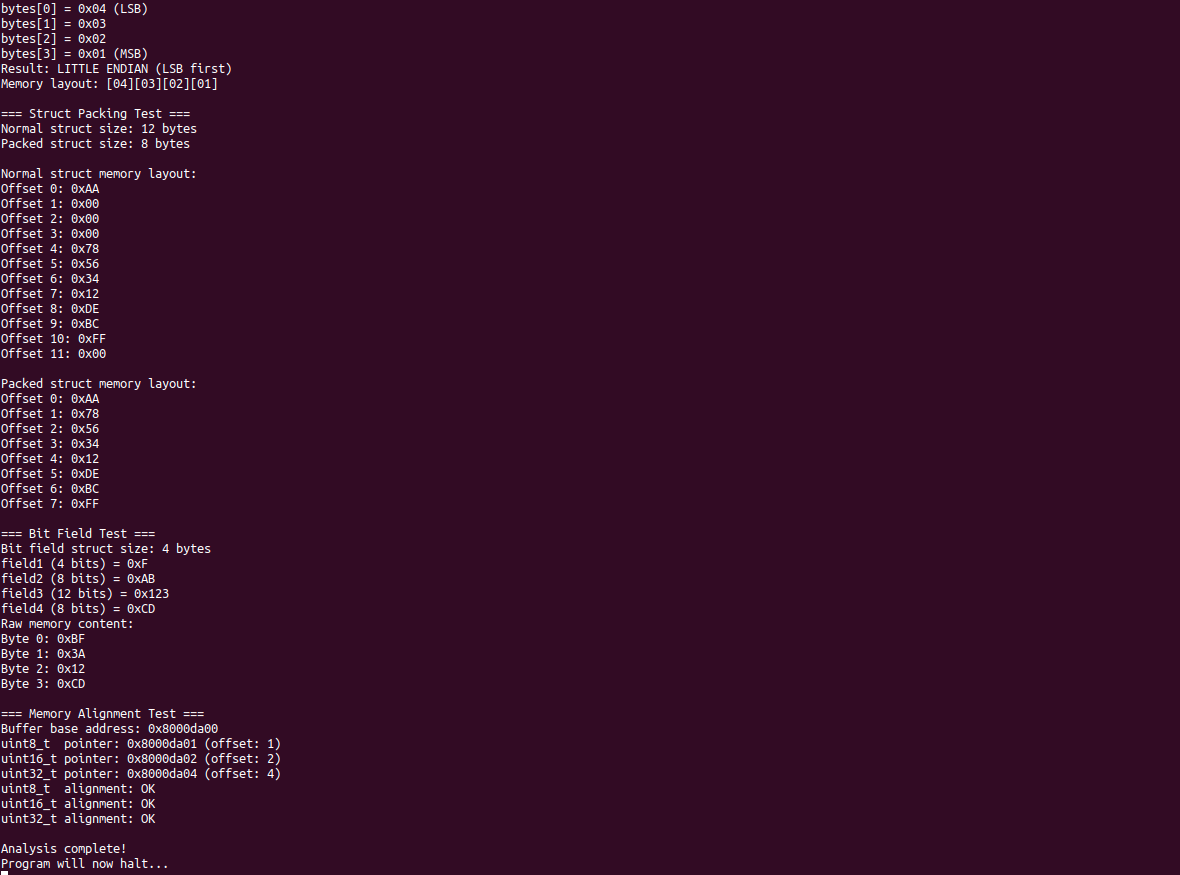 bytes[0] = 0x04 (LSB)
bytes[1] = 0x03
bytes[2] = 0x02
bytes[3] = 0x01 (MSB)
Result: LITTLE ENDIAN (LSB first)
Memory layout: [04][03][02][01]

=== Struct Packing Test ===
Normal struct size: 12 bytes
Packed struct size: 8 bytes

Normal struct memory layout:
Offset 0: 0xAA
Offset 1: 0x00
Offset 2: 0x00
Offset 3: 0x00
Offset 4: 0x78
Offset 5: 0x56
Offset 6: 0x34
Offset 7: 0x12
Offset 8: 0xDE
Offset 9: 0xBC
Offset 10: 0xFF
Offset 11: 0x00

Packed struct memory layout:
Offset 0: 0xAA
Offset 1: 0x78
Offset 2: 0x56
Offset 3: 0x34
Offset 4: 0x12
Offset 5: 0xDE
Offset 6: 0xBC
Offset 7: 0xFF

=== Bit Field Test ===
Bit field struct size: 4 bytes
field1 (4 bits) = 0xF
field2 (8 bits) = 0xAB
field3 (12 bits) = 0x123
field4 (8 bits) = 0xCD
Raw memory content:
Byte 0: 0xBF
Byte 1: 0x3A
Byte 2: 0x12
Byte 3: 0xCD

=== Memory Alignment Test ===
Buffer base address: 0x8000da00
uint8_t  pointer: 0x8000da01 (offset: 1)
uint16_t pointer: 0x8000da02 (offset: 2)
uint32_t pointer: 0x8000da04 (offset: 4)
uint8_t  alignment: OK
uint16_t alignment: OK
uint32_t alignment: OK

Analysis complete!
Program will now halt...